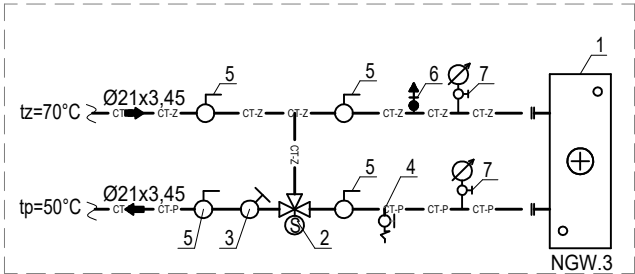 1
5
5
6
7
Ø21x3,45
tz=70°C
CT
CT-Z
CT-Z
CT-Z
CT-Z
CT-Z
CT-Z
CT-Z
5
4
7
Ø21x3,45
tp=50°C
CT
CT-P
CT-P
CT-P
CT-P
S
5
3
2
NGW.3